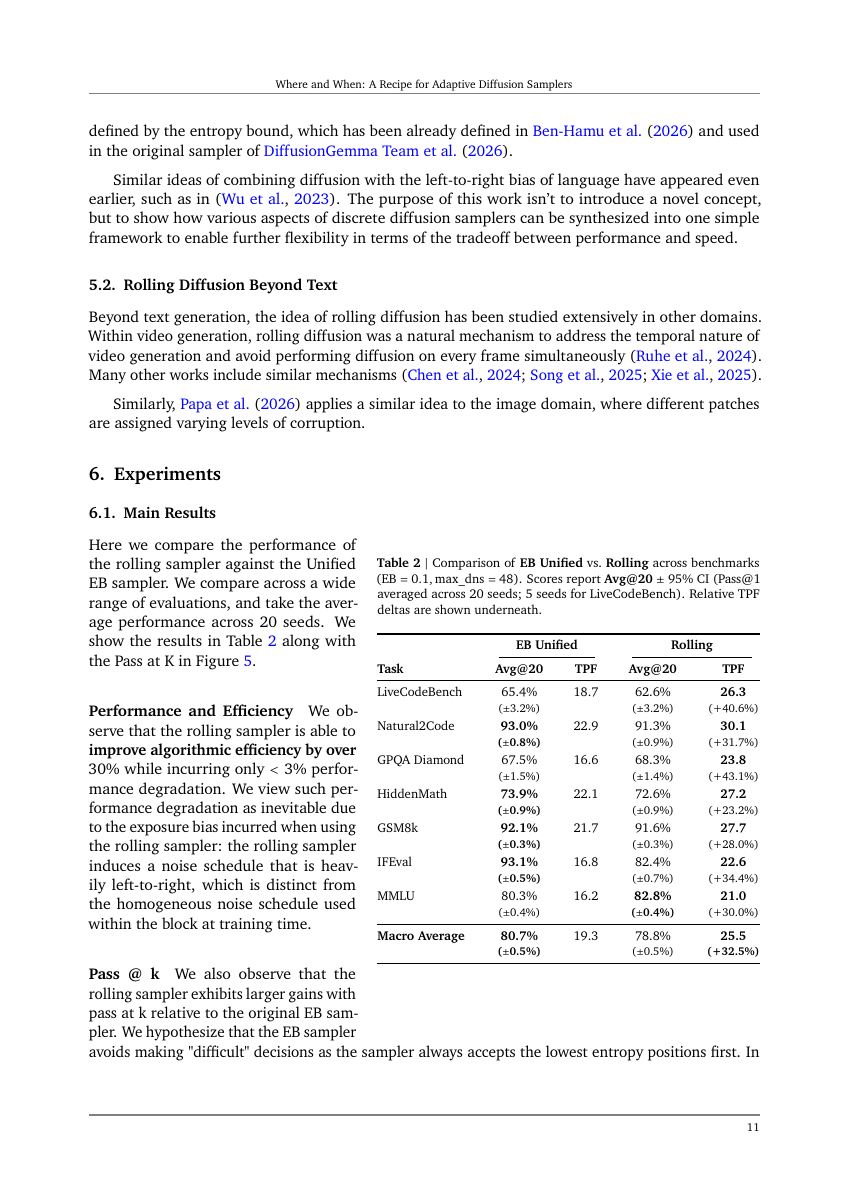 Where and When: A Recipe for Adaptive Diffusion Samplers
defined by the entropy bound, which has been already defined in Ben-Hamu et al. (2026) and used
in the original sampler of DiffusionGemma Team et al. (2026).
Similar ideas of combining diffusion with the left-to-right bias of language have appeared even
earlier, such as in (Wu et al., 2023). The purpose of this work isn't to introduce a novel concept,
but to show how various aspects of discrete diffusion samplers can be synthesized into one simple
framework to enable further flexibility in terms of the tradeoff between performance and speed.
5.2. Rolling Diffusion Beyond Text
Beyond text generation, the idea of rolling diffusion has been studied extensively in other domains.
Within video generation, rolling diffusion was a natural mechanism to address the temporal nature of
video generation and avoid performing diffusion on every frame simultaneously (Ruhe et al., 2024).
Many other works include similar mechanisms (Chen et al., 2024; Song et al., 2025; Xie et al., 2025).
Similarly, Papa et al. (2026) applies a similar idea to the image domain, where different patches
are assigned varying levels of corruption.
6. Experiments
6.1. Main Results
Here we compare the performance of
the rolling sampler against the Unified
EB sampler. We compare across a wide
range of evaluations, and take the aver-
age performance across 20 seeds. We
show the results in Table 2 along with
the Pass at K in Figure 5.
Performance and Efficiency We ob-
serve that the rolling sampler is able to
improve algorithmic efficiency by over
30% while incurring only < 3% perfor-
mance degradation. We view such per-
formance degradation as inevitable due
to the exposure bias incurred when using
the rolling sampler: the rolling sampler
induces a noise schedule that is heav-
ily left-to-right, which is distinct from
the homogeneous noise schedule used
within the block at training time.
Pass @ k We also observe that the
rolling sampler exhibits larger gains with
pass at k relative to the original EB sam-
pler. We hypothesize that the EB sampler
Table 2 | Comparison of EB Unified vs. Rolling across benchmarks
(EB = 0.1, max_dns = 48). Scores report Avg@20 ± 95% CI (Pass@1
averaged across 20 seeds; 5 seeds for LiveCodeBench). Relative TPF
deltas are shown underneath.
EB Unified Rolling
Task Avg@20 TPF Avg@20 TPF
LiveCodeBench 65.4% 18.7 62.6% 26.3
(±3.2%) (±3.2%) (+40.6%)
Natural2Code 93.0% 22.9 91.3% 30.1
(±0.8%) (±0.9%) (+31.7%)
GPQA Diamond 67.5% 16.6 68.3% 23.8
(±1.5%) (±1.4%) (+43.1%)
HiddenMath 73.9% 22.1 72.6% 27.2
(±0.9%) (±0.9%) (+23.2%)
GSM8k 92.1% 21.7 91.6% 27.7
(±0.3%) (±0.3%) (+28.0%)
IFEval 93.1% 16.8 82.4% 22.6
(±0.5%) (±0.7%) (+34.4%)
MMLU 80.3% 16.2 82.8% 21.0
(±0.4%) (±0.4%) (+30.0%)
Macro Average 80.7% 19.3 78.8% 25.5
(±0.5%) (±0.5%) (+32.5%)
avoids making "difficult" decisions as the sampler always accepts the lowest entropy positions first. In
11